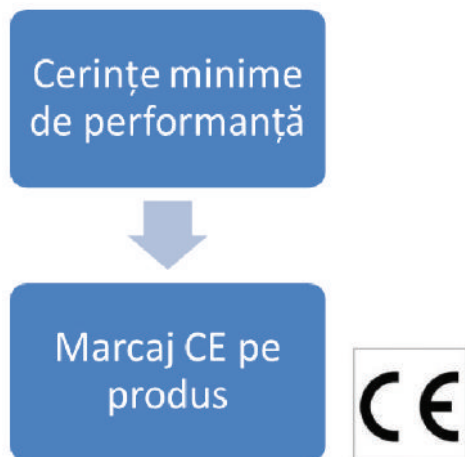 Cerințe minime
de performanță
Marcaj CE pe
produs
CE